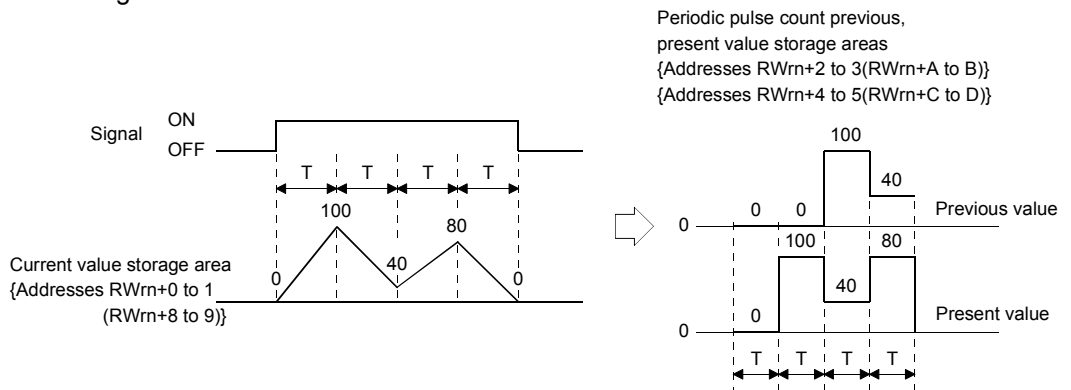 Periodic pulse count previous,
present value storage areas
{Addresses RWrn+2 to 3(RWrn+A to B)}
{Addresses RWrn+4 to 5(RWrn+C to D)}
Signal
ON
OFF
T T T T
100
80
40
0
0
Current value storage area
{Addresses RWrn+0 to 1
(RWrn+8 to 9)}
100
40
0 0
0
Previous value
100
80
40
0
0
Present value
T T T T